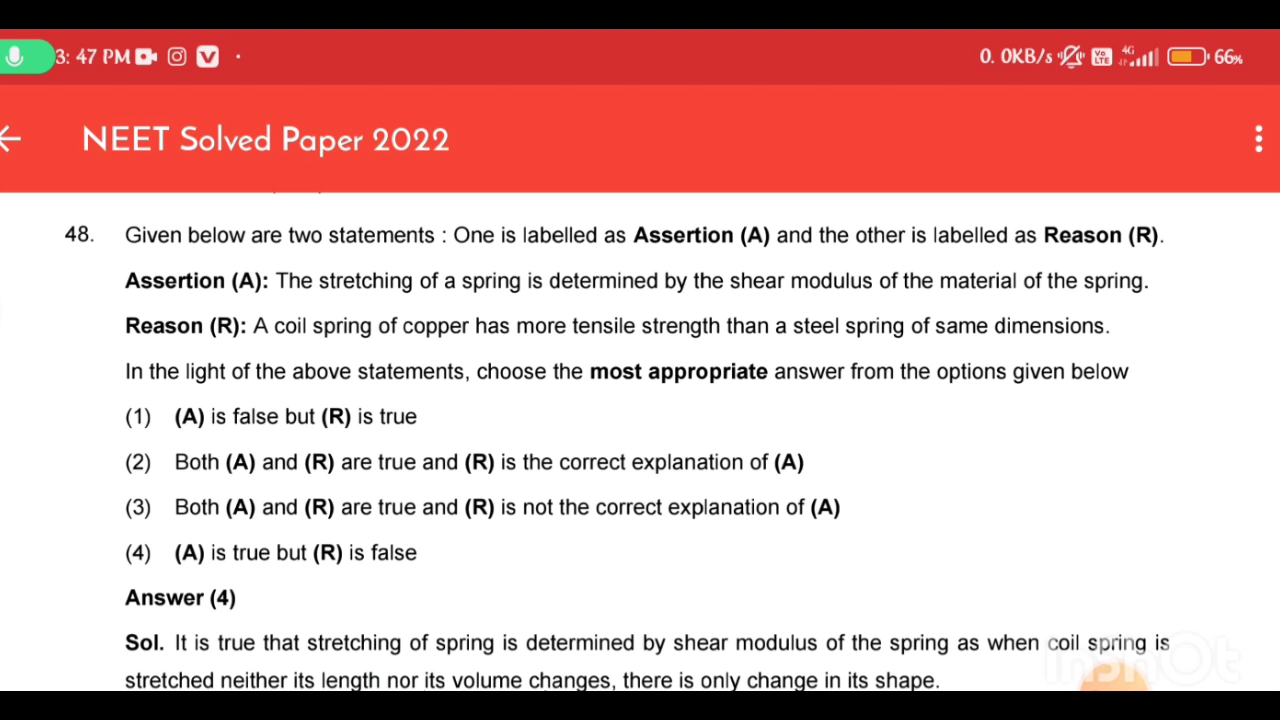 3: 47 PM
0. 0KB/s Vo LTE 4G 66%
NEET Solved Paper 2022
48. Given below are two statements : One is labelled as Assertion (A) and the other is labelled as Reason (R).
Assertion (A): The stretching of a spring is determined by the shear modulus of the material of the spring.
Reason (R): A coil spring of copper has more tensile strength than a steel spring of same dimensions.
In the light of the above statements, choose the most appropriate answer from the options given below
(1) (A) is false but (R) is true
(2) Both (A) and (R) are true and (R) is the correct explanation of (A)
(3) Both (A) and (R) are true and (R) is not the correct explanation of (A)
(4) (A) is true but (R) is false
Answer (4)
Sol. It is true that stretching of spring is determined by shear modulus of the spring as when coil spring is
stretched neither its length nor its volume changes, there is only change in its shape.